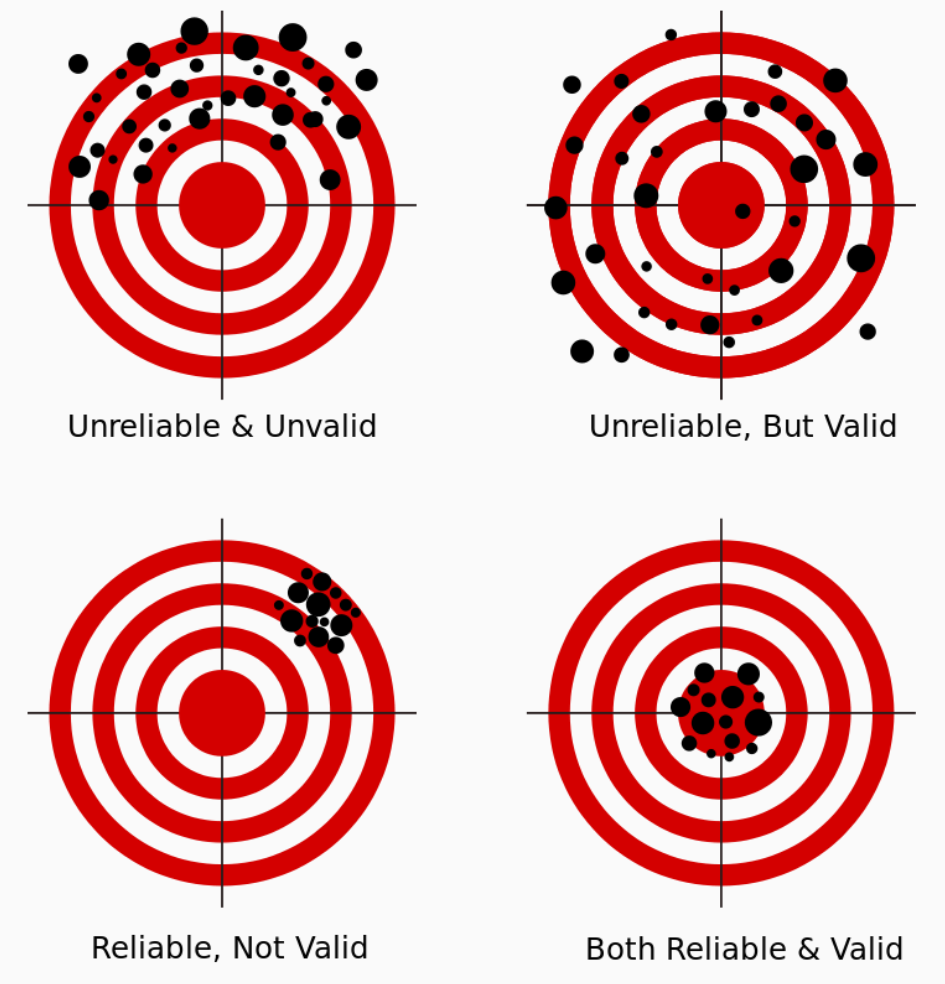 Unreliable & Unvalid
Unreliable, But Valid
Reliable, Not Valid
Both Reliable & Valid